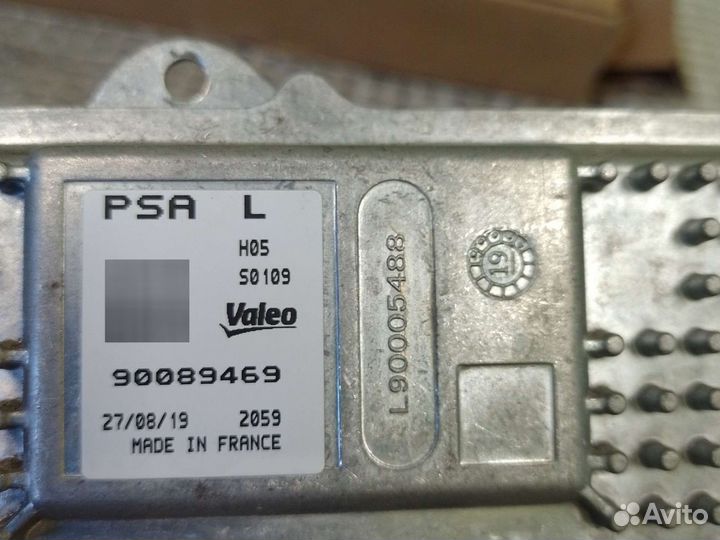 PSA L
H05
S0109
Valeo
90089469
27/08/19 2059
MADE IN FRANCE
L90005488
19
Avito